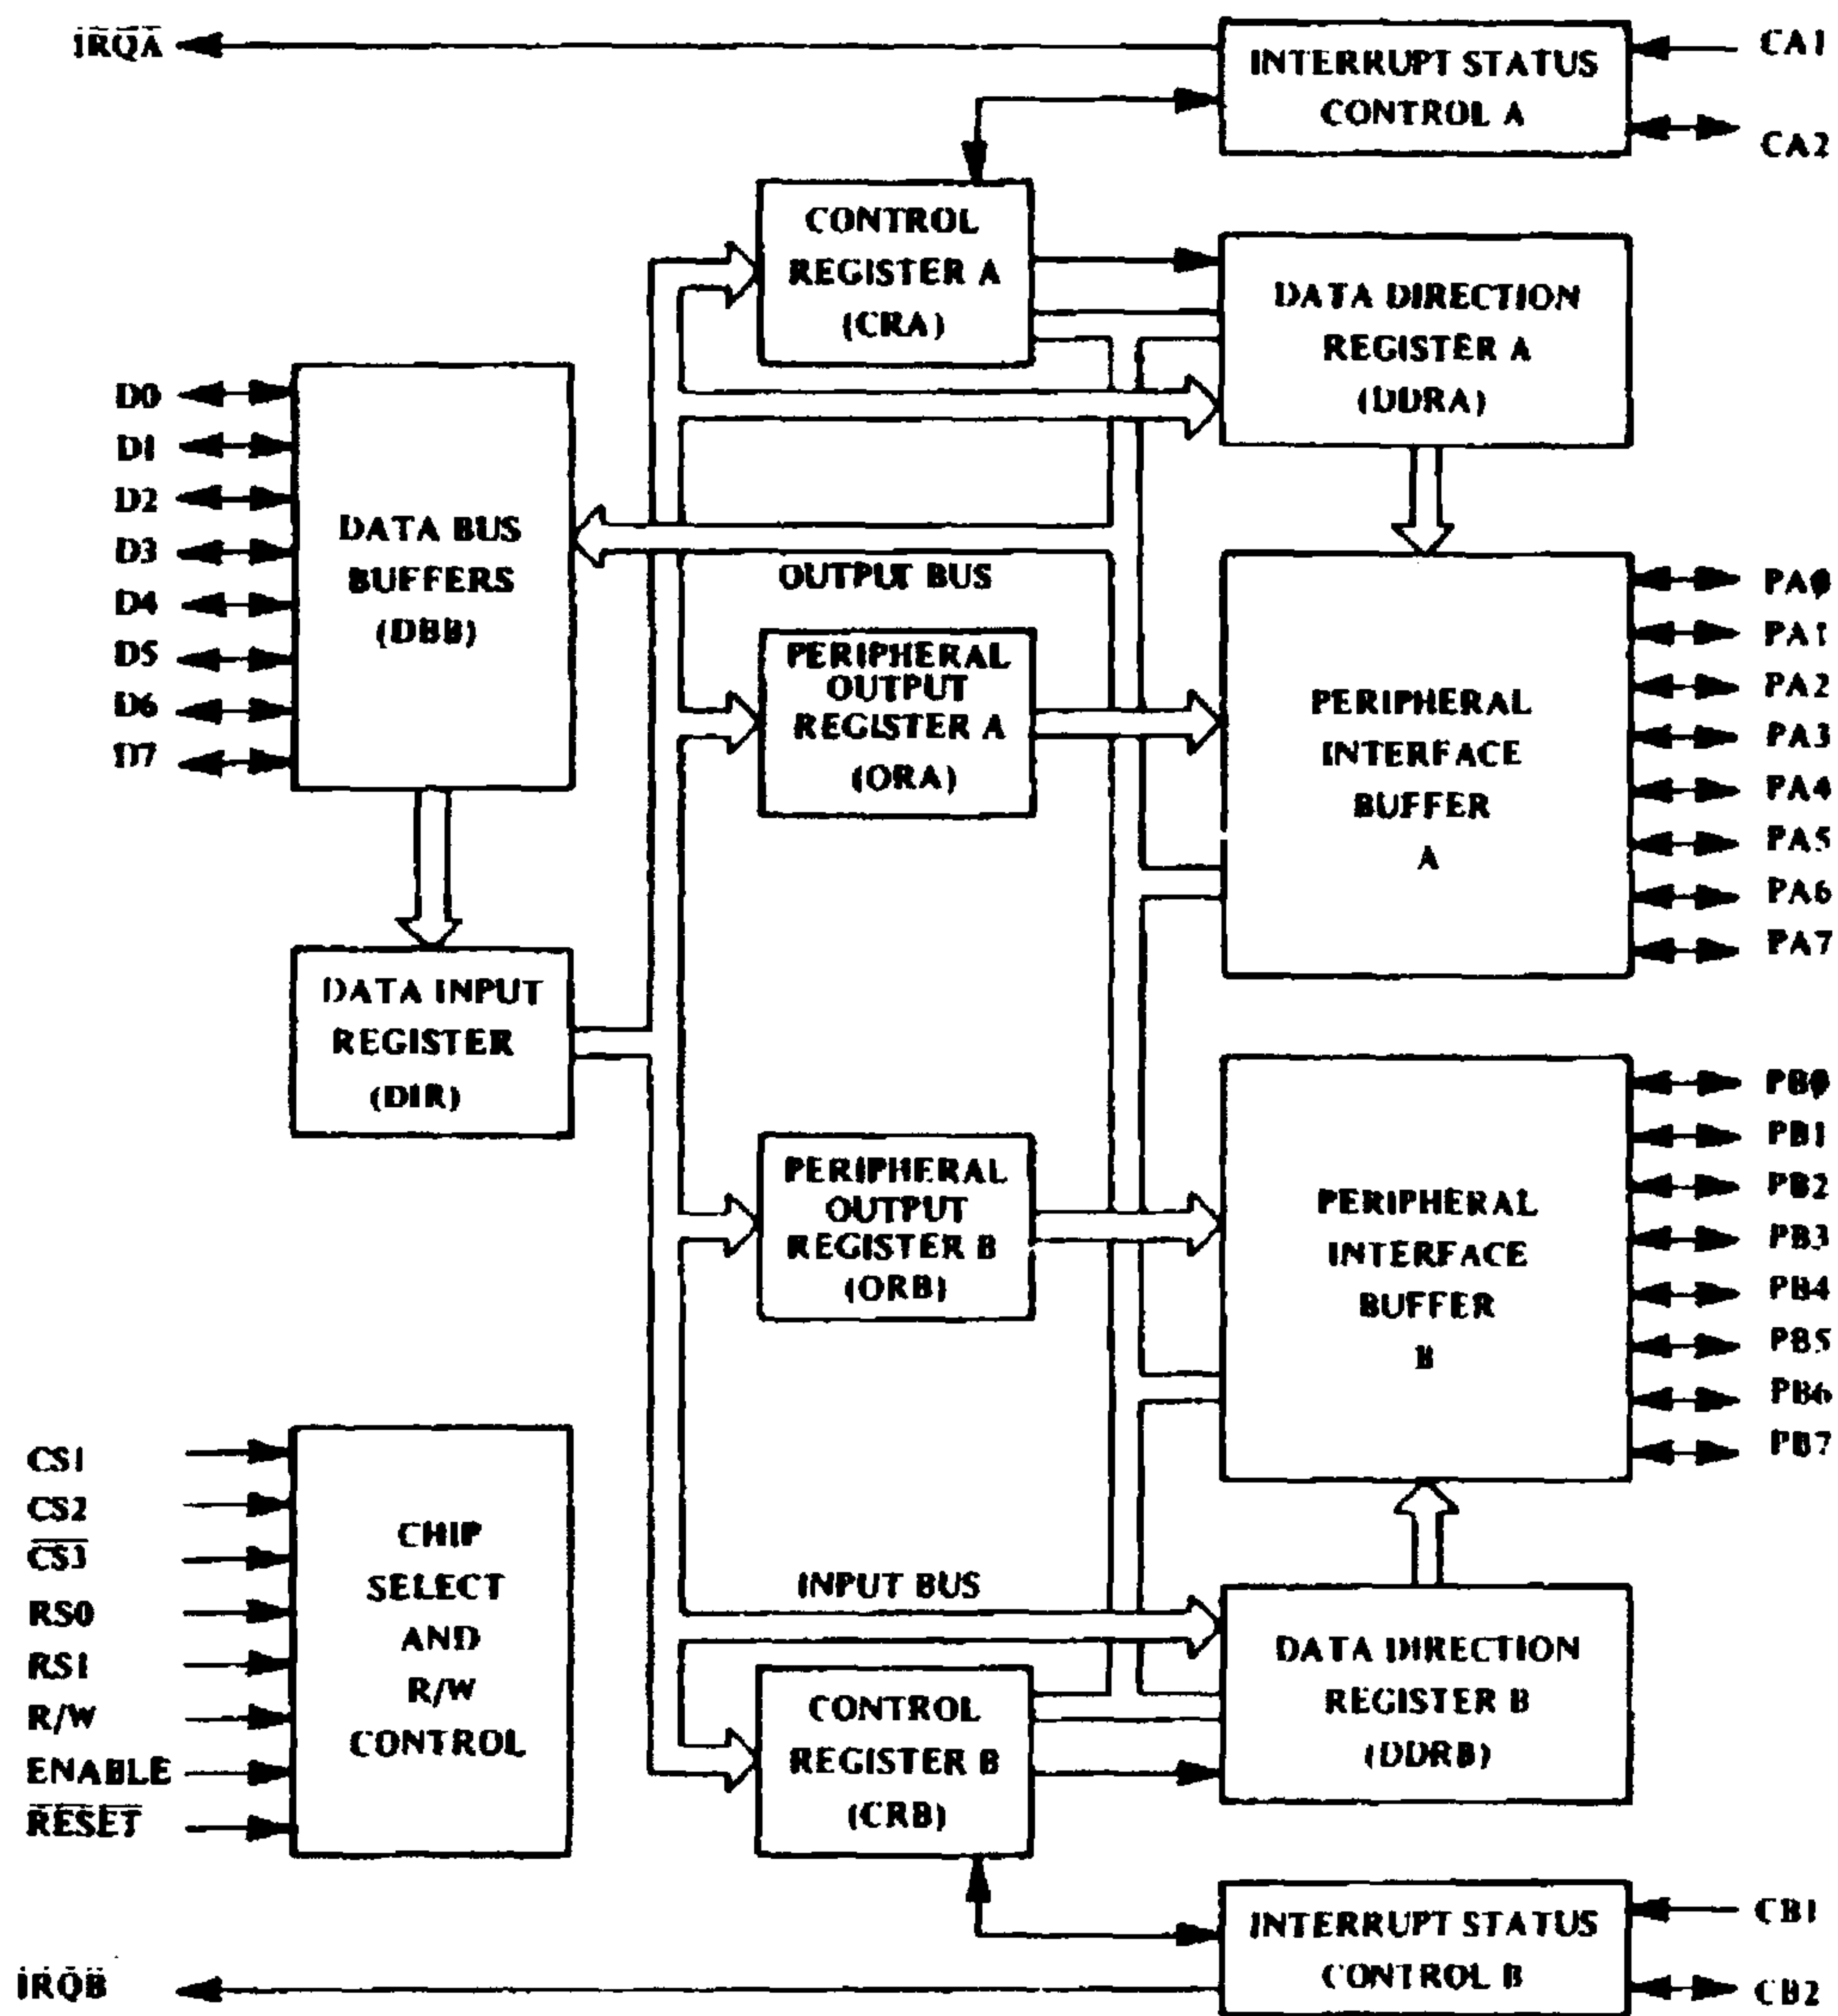 IRQA
INTERRUPT STATUS
CONTROL A
CA1
CA2
CONTROL
REGISTER A
(CRA)
DATA DIRECTION
REGISTER A
(DDRA)
D0
D1
D2
D3
D4
D5
D6
D7
DATA BUS
BUFFERS
(DBB)
OUTPUT BUS
PERIPHERAL
OUTPUT
REGISTER A
(ORA)
PERIPHERAL
INTERFACE
BUFFER
A
PA0
PA1
PA2
PA3
PA4
PA5
PA6
PA7
DATA INPUT
REGISTER
(DIR)
PERIPHERAL
OUTPUT
REGISTER B
(ORB)
PERIPHERAL
INTERFACE
BUFFER
B
PB0
PB1
PB2
PB3
PB4
PB5
PB6
PB7
CS1
CS2
CS3
RS0
RS1
R/W
ENABLE
RESET
CHIP
SELECT
AND
R/W
CONTROL
INPUT BUS
CONTROL
REGISTER B
(CRB)
DATA DIRECTION
REGISTER B
(DDRB)
INTERRUPT STATUS
CONTROL B
CB1
CB2
IRQB